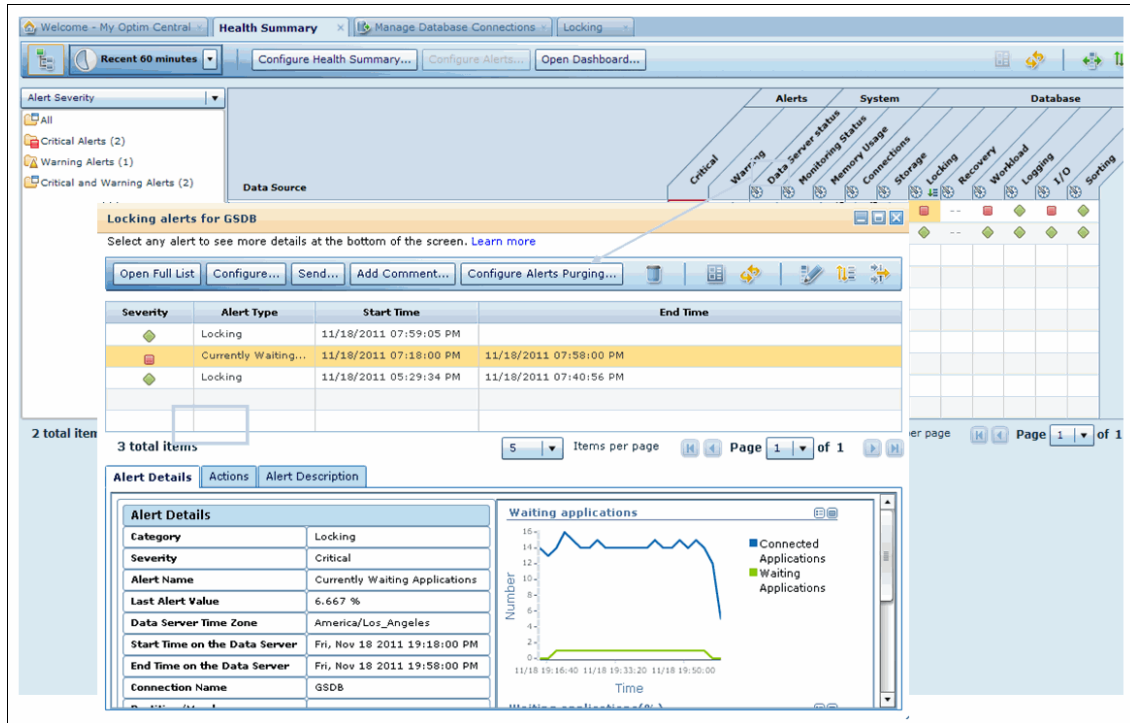 Welcome - My Optim Central
Health Summary
Manage Database Connections
Locking
Recent 60 minutes
Configure Health Summary...
Configure Alerts...
Open Dashboard...
Alert Severity
All
Critical Alerts (2)
Warning Alerts (1)
Critical and Warning Alerts (2)
Data Source
Alerts
System
Database
Critical
Warning
Data Server status
Monitoring Status
Memory Usage
Connections
Storage
Locking
Recovery
Workload
Logging
I/O
Sorting
--
--
Locking alerts for GSDB
Select any alert to see more details at the bottom of the screen. Learn more
Open Full List
Configure...
Send...
Add Comment...
Configure Alerts Purging...
Severity Alert Type Start Time End Time
Locking 11/18/2011 07:59:05 PM
Currently Waiting... 11/18/2011 07:18:00 PM 11/18/2011 07:58:00 PM
Locking 11/18/2011 05:29:34 PM 11/18/2011 07:40:56 PM
2 total item
3 total items
5 Items per page Page 1 of 1
er page Page 1 of 1
Alert Details Actions Alert Description
Alert Details
Category Locking
Severity Critical
Alert Name Currently Waiting Applications
Last Alert Value 6.667 %
Data Server Time Zone America/Los_Angeles
Start Time on the Data Server Fri, Nov 18 2011 19:18:00 PM
End Time on the Data Server Fri, Nov 18 2011 19:58:00 PM
Connection Name GSDB
Waiting applications
Number
16
14
12
10
8
6
4
2
0
11/18 19:16:40 11/18 19:33:20 11/18 19:50:00
Time
Connected Applications
Waiting Applications
Waiting applications(%)